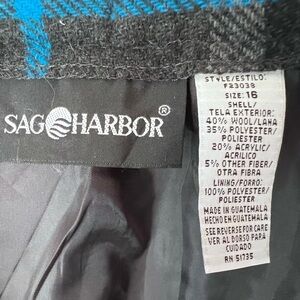 SAG HARBOR®
STYLE/ESTILO:
F23038
SIZE: 16
SHELL/
TELA EXTERIOR:
40% WOOL/LANA
35% POLYESTER/
POLIESTER
20% ACRYLIC/
ACRILICO
5% OTHER FIBER/
OTRA FIBRA
LINING/FORRO:
100% POLYESTER/
POLIESTER
MADE IN GUATEMALA
HECHO EN GUATEMALA
SEE REVERSE FOR CARE
VER AL DORSO PARA
CUIDADO
RN 51735